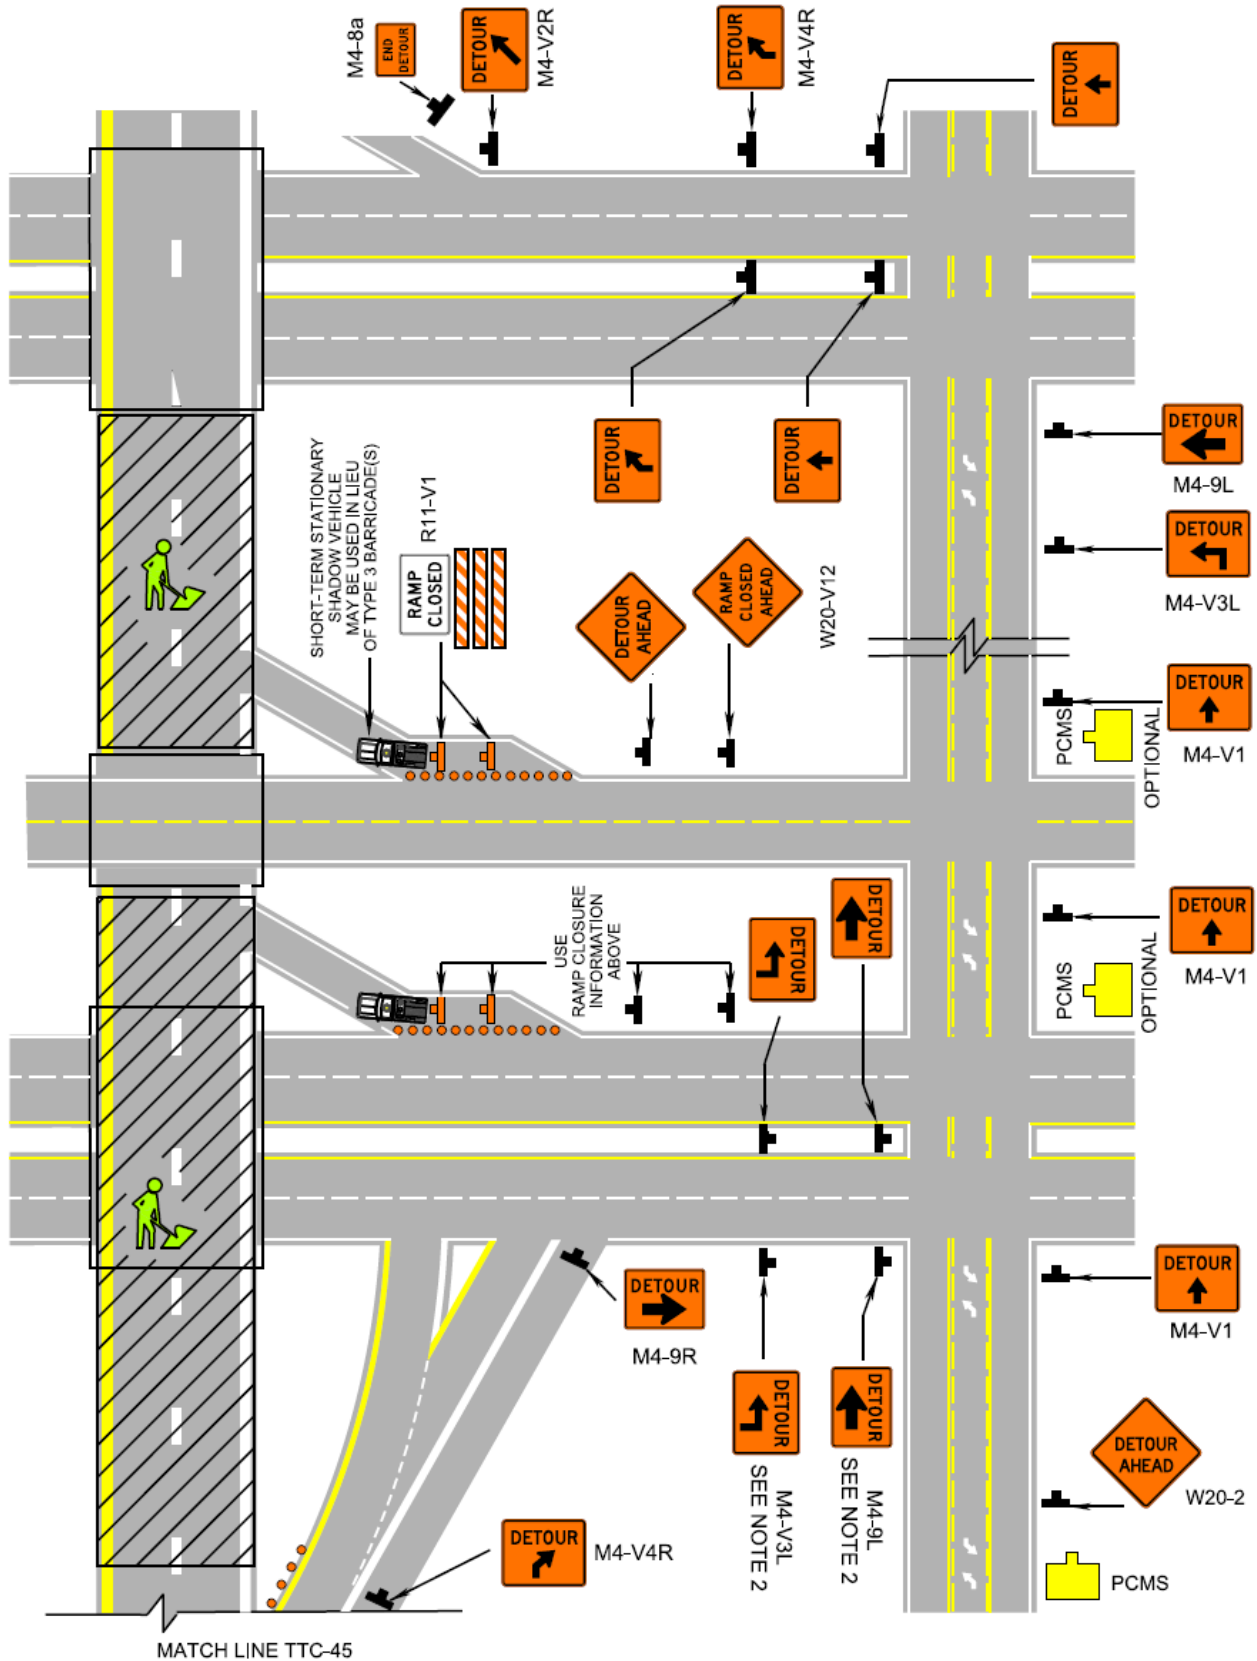 M4-8a
END
DETOUR
DETOUR
M4-V2R
DETOUR
M4-V4R
DETOUR
DETOUR
DETOUR
DETOUR
M4-9L
DETOUR
M4-V3L
SHORT-TERM STATIONARY
SHADOW VEHICLE
MAY BE USED IN LIEU
OF TYPE 3 BARRICADE(S)
R11-V1
RAMP
CLOSED
DETOUR
AHEAD
RAMP
CLOSED
AHEAD
W20-V12
DETOUR
M4-V1
PCMS
OPTIONAL
DETOUR
M4-V1
PCMS
OPTIONAL
USE
RAMP CLOSURE
INFORMATION
ABOVE
DETOUR
DETOUR
DETOUR
M4-9R
DETOUR
M4-V3L
SEE NOTE 2
DETOUR
M4-9L
SEE NOTE 2
DETOUR
M4-V1
DETOUR
AHEAD
W20-2
PCMS
DETOUR
M4-V4R
MATCH LINE TTC-45